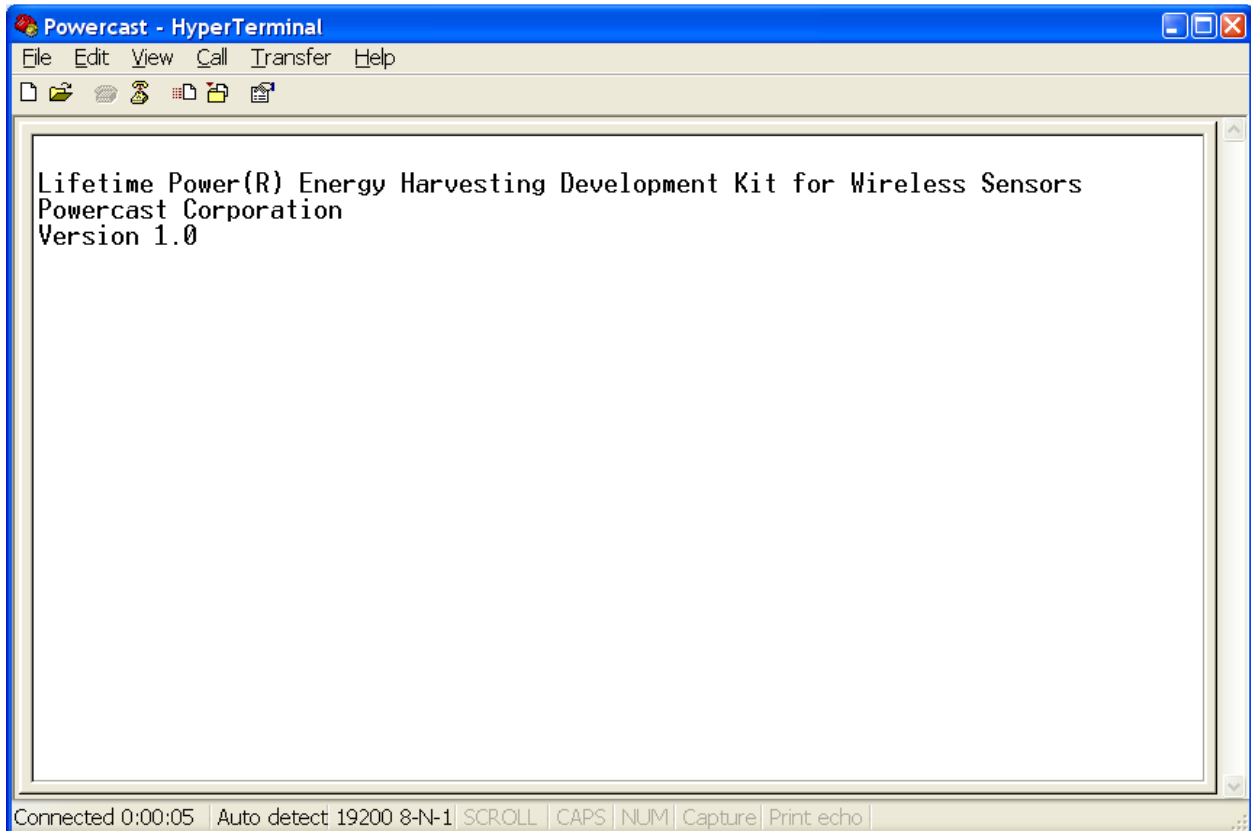 Powercast - HyperTerminal
File Edit View Call Transfer Help
Lifetime Power(R) Energy Harvesting Development Kit for Wireless Sensors
Powercast Corporation
Version 1.0
Connected 0:00:05 Auto detect 19200 8-N-1 SCROLL CAPS NUM Capture Print echo